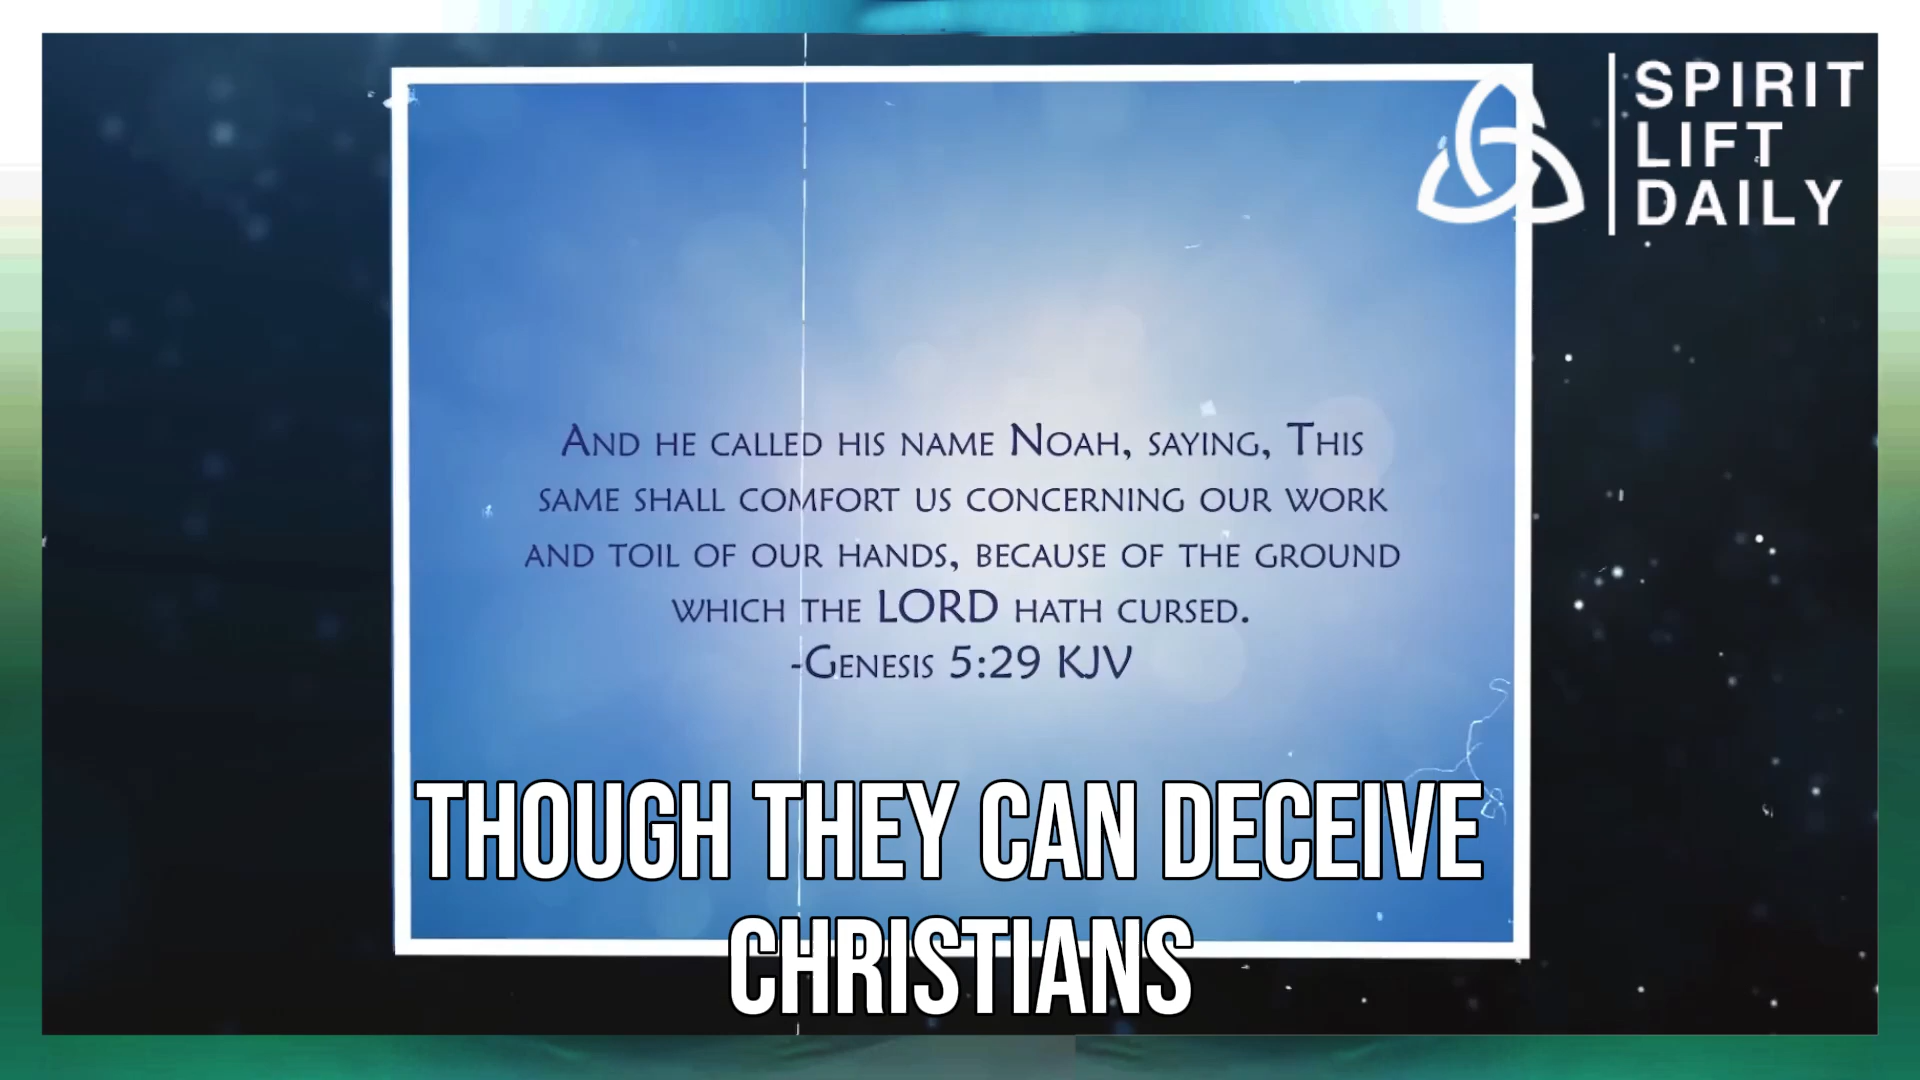 SPIRIT
LIFT
DAILY
And he called his name Noah, saying, This
same shall comfort us concerning our work
and toil of our hands, because of the ground
which the LORD hath cursed.
-Genesis 5:29 KJV
THOUGH THEY CAN DECEIVE
CHRISTIANS